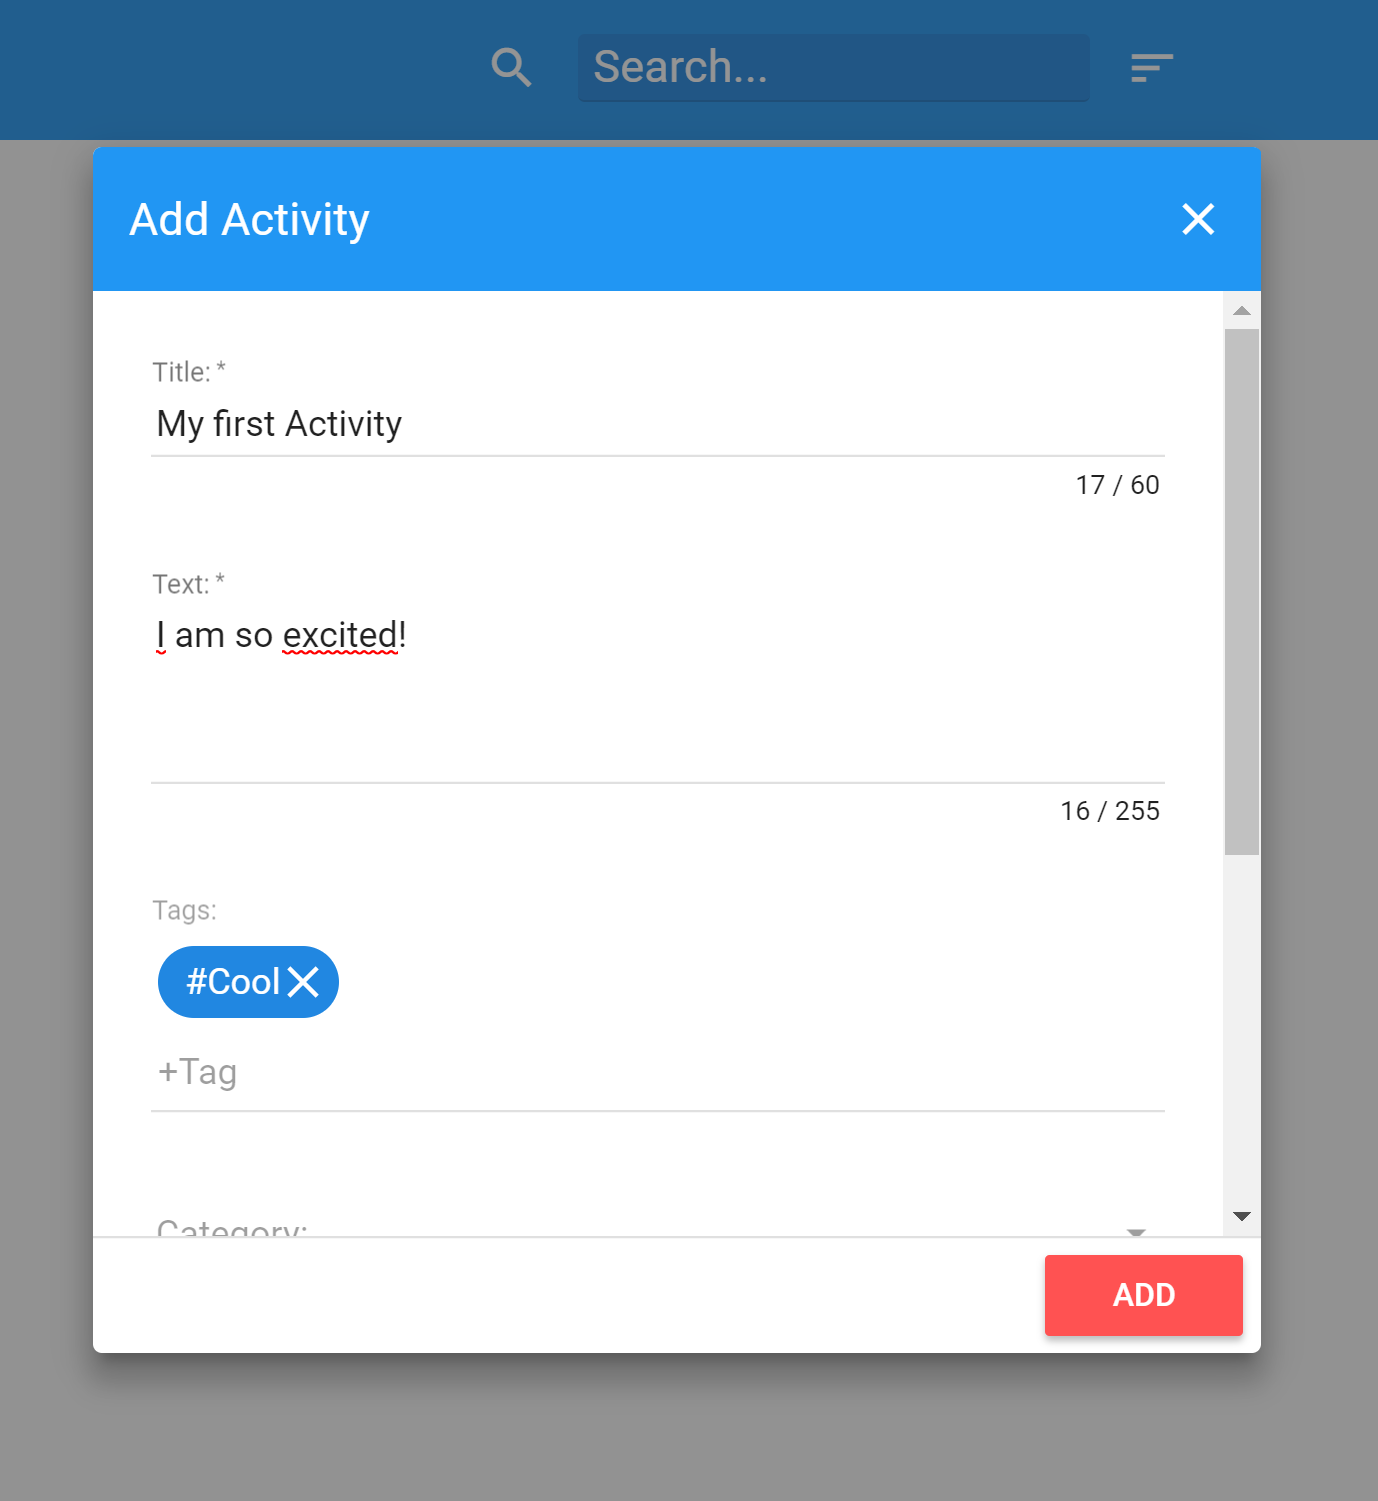 Search...
Add Activity
Title: *
My first Activity
17 / 60
Text: *
I am so excited!
16 / 255
Tags:
#Cool
+Tag
Category:
ADD